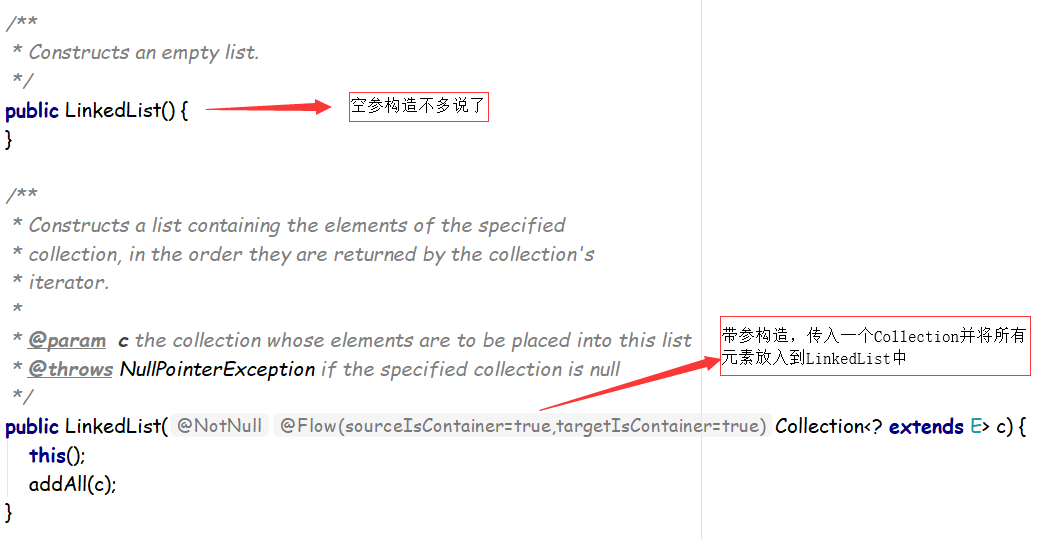 /**
 * Constructs an empty list.
 */
public LinkedList() {
空参构造不多说了
}
/**
 * Constructs a list containing the elements of the specified
 * collection, in the order they are returned by the collection's
 * iterator.
 *
 * @param  c the collection whose elements are to be placed into this list
 * @throws NullPointerException if the specified collection is null
 */
带参构造，传入一个Collection并将所有
元素放入到LinkedList中
public LinkedList( @NotNull @Flow(sourceIsContainer=true,targetIsContainer=true) Collection<? extends E> c) {
    this();
    addAll(c);
}